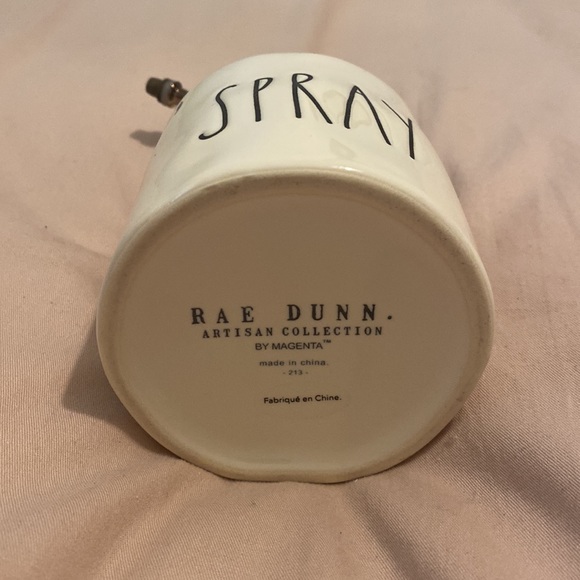 SPRAY
RAE DUNN.
ARTISAN COLLECTION
BY MAGENTA™
made in china.
- 213 -
Fabriqué en Chine.